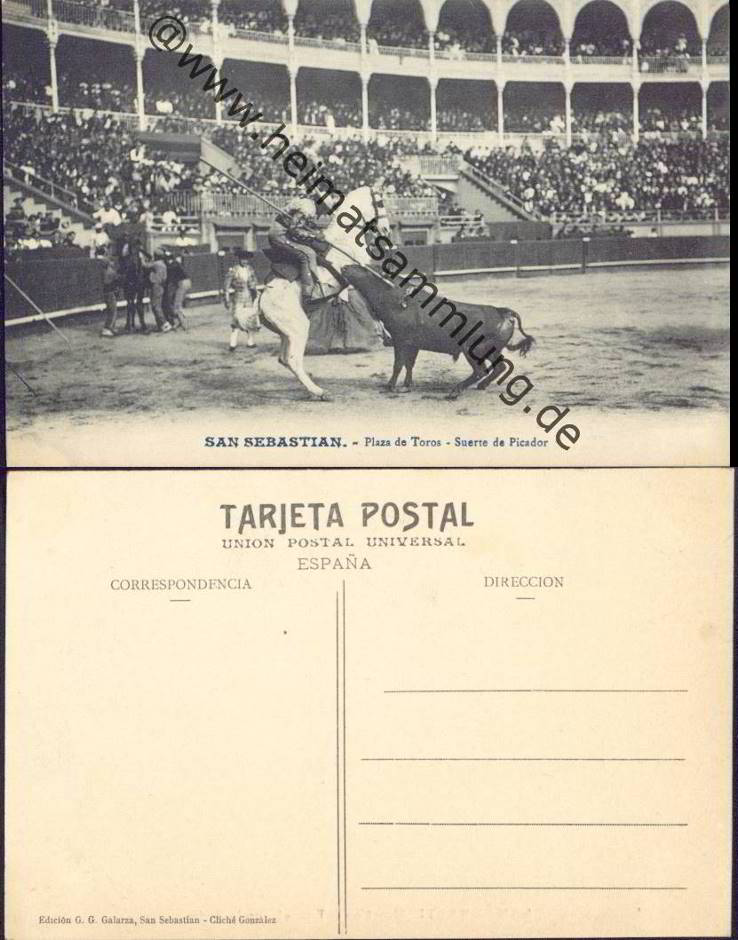 @www.heimatsammlung.de
SAN SEBASTIAN. - Plaza de Toros - Suerte de Picador
TARJETA POSTAL
UNION POSTAL UNIVERSAL
ESPAÑA
CORRESPONDENCIA
DIRECCION
Edición G. G. Galarza, San Sebastian - Cliché González